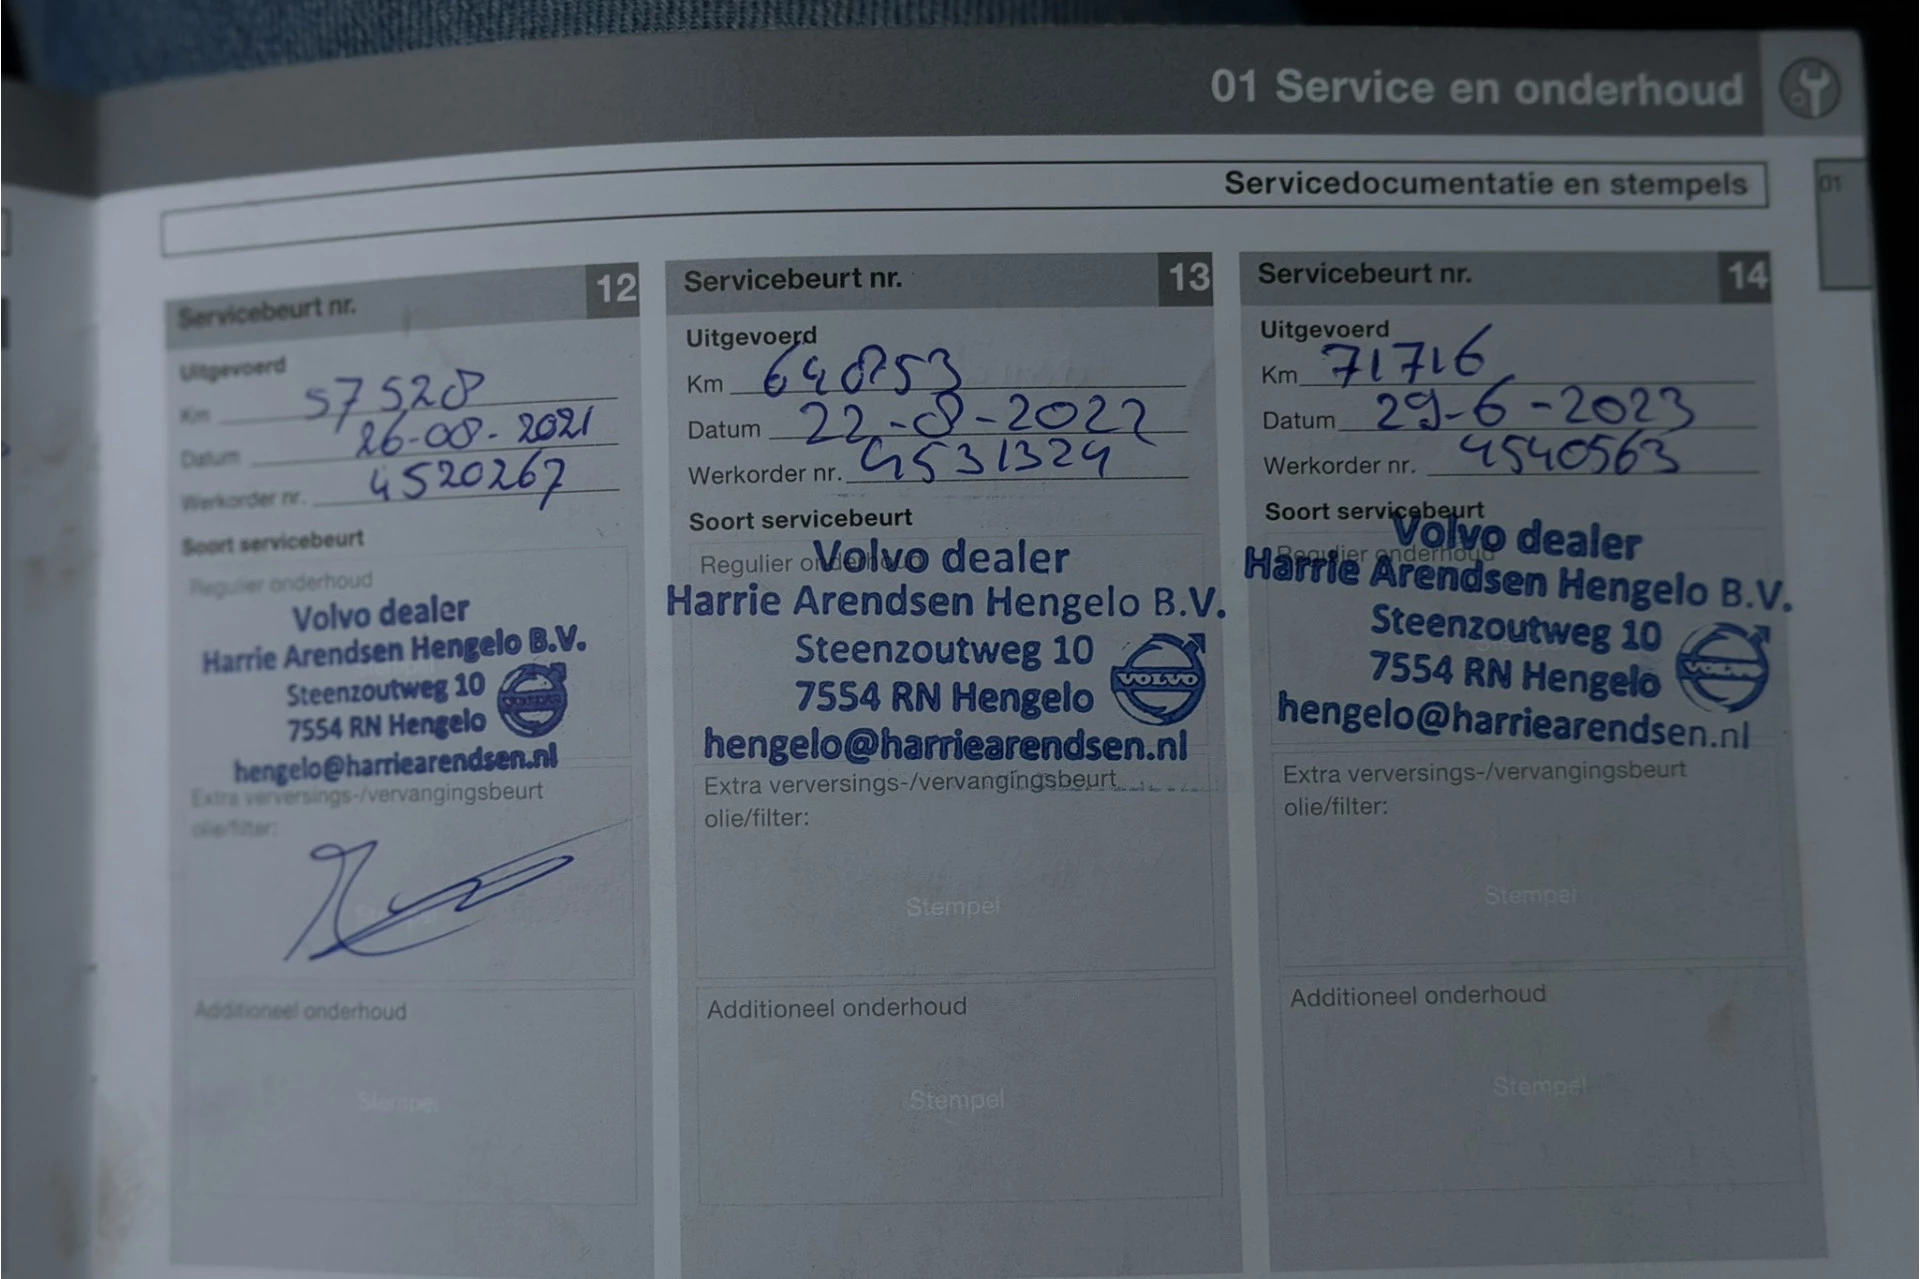 01 Service en onderhoud
Servicedocumentatie en stempels
01
Servicebeurt nr. 12
Uitgevoerd
Km 57528
Datum 26-08-2021
Werkorder nr. 4520267
Soort servicebeurt
Regulier onderhoud
Volvo dealer
Harrie Arendsen Hengelo B.V.
Steenzoutweg 10
7554 RN Hengelo
hengelo@harriearendsen.nl
Extra verversings-/vervangingsbeurt
olie/filter:
Stempel
Additioneel onderhoud
Stempel
Servicebeurt nr. 13
Uitgevoerd
Km
Datum 22-8-2022
Werkorder nr. 4531324
Soort servicebeurt
Regulier onderhoud
Volvo dealer
Harrie Arendsen Hengelo B.V.
Steenzoutweg 10
VOLVO
7554 RN Hengelo
hengelo@harriearendsen.nl
Extra verversings-/vervangingsbeurt
olie/filter:
Stempel
Additioneel onderhoud
Stempel
Servicebeurt nr. 14
Uitgevoerd
Km 71716
Datum 29-6-2023
Werkorder nr. 4540563
Soort servicebeurt
Regulier onderhoud
Volvo dealer
Harrie Arendsen Hengelo B.V.
Steenzoutweg 10
VOLVO
7554 RN Hengelo
hengelo@harriearendsen.nl
Extra verversings-/vervangingsbeurt
olie/filter:
Stempel
Additioneel onderhoud
Stempel